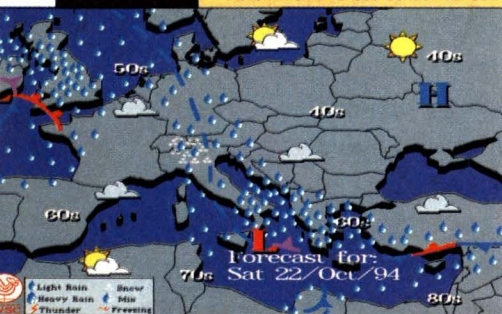 50s
40s
H
40s
60s
60s
L
Forecast for:
Sat 22/Oct/94
70s
80s
Light Rain
Snow
Heavy Rain
Mix
Thunder
Freezing